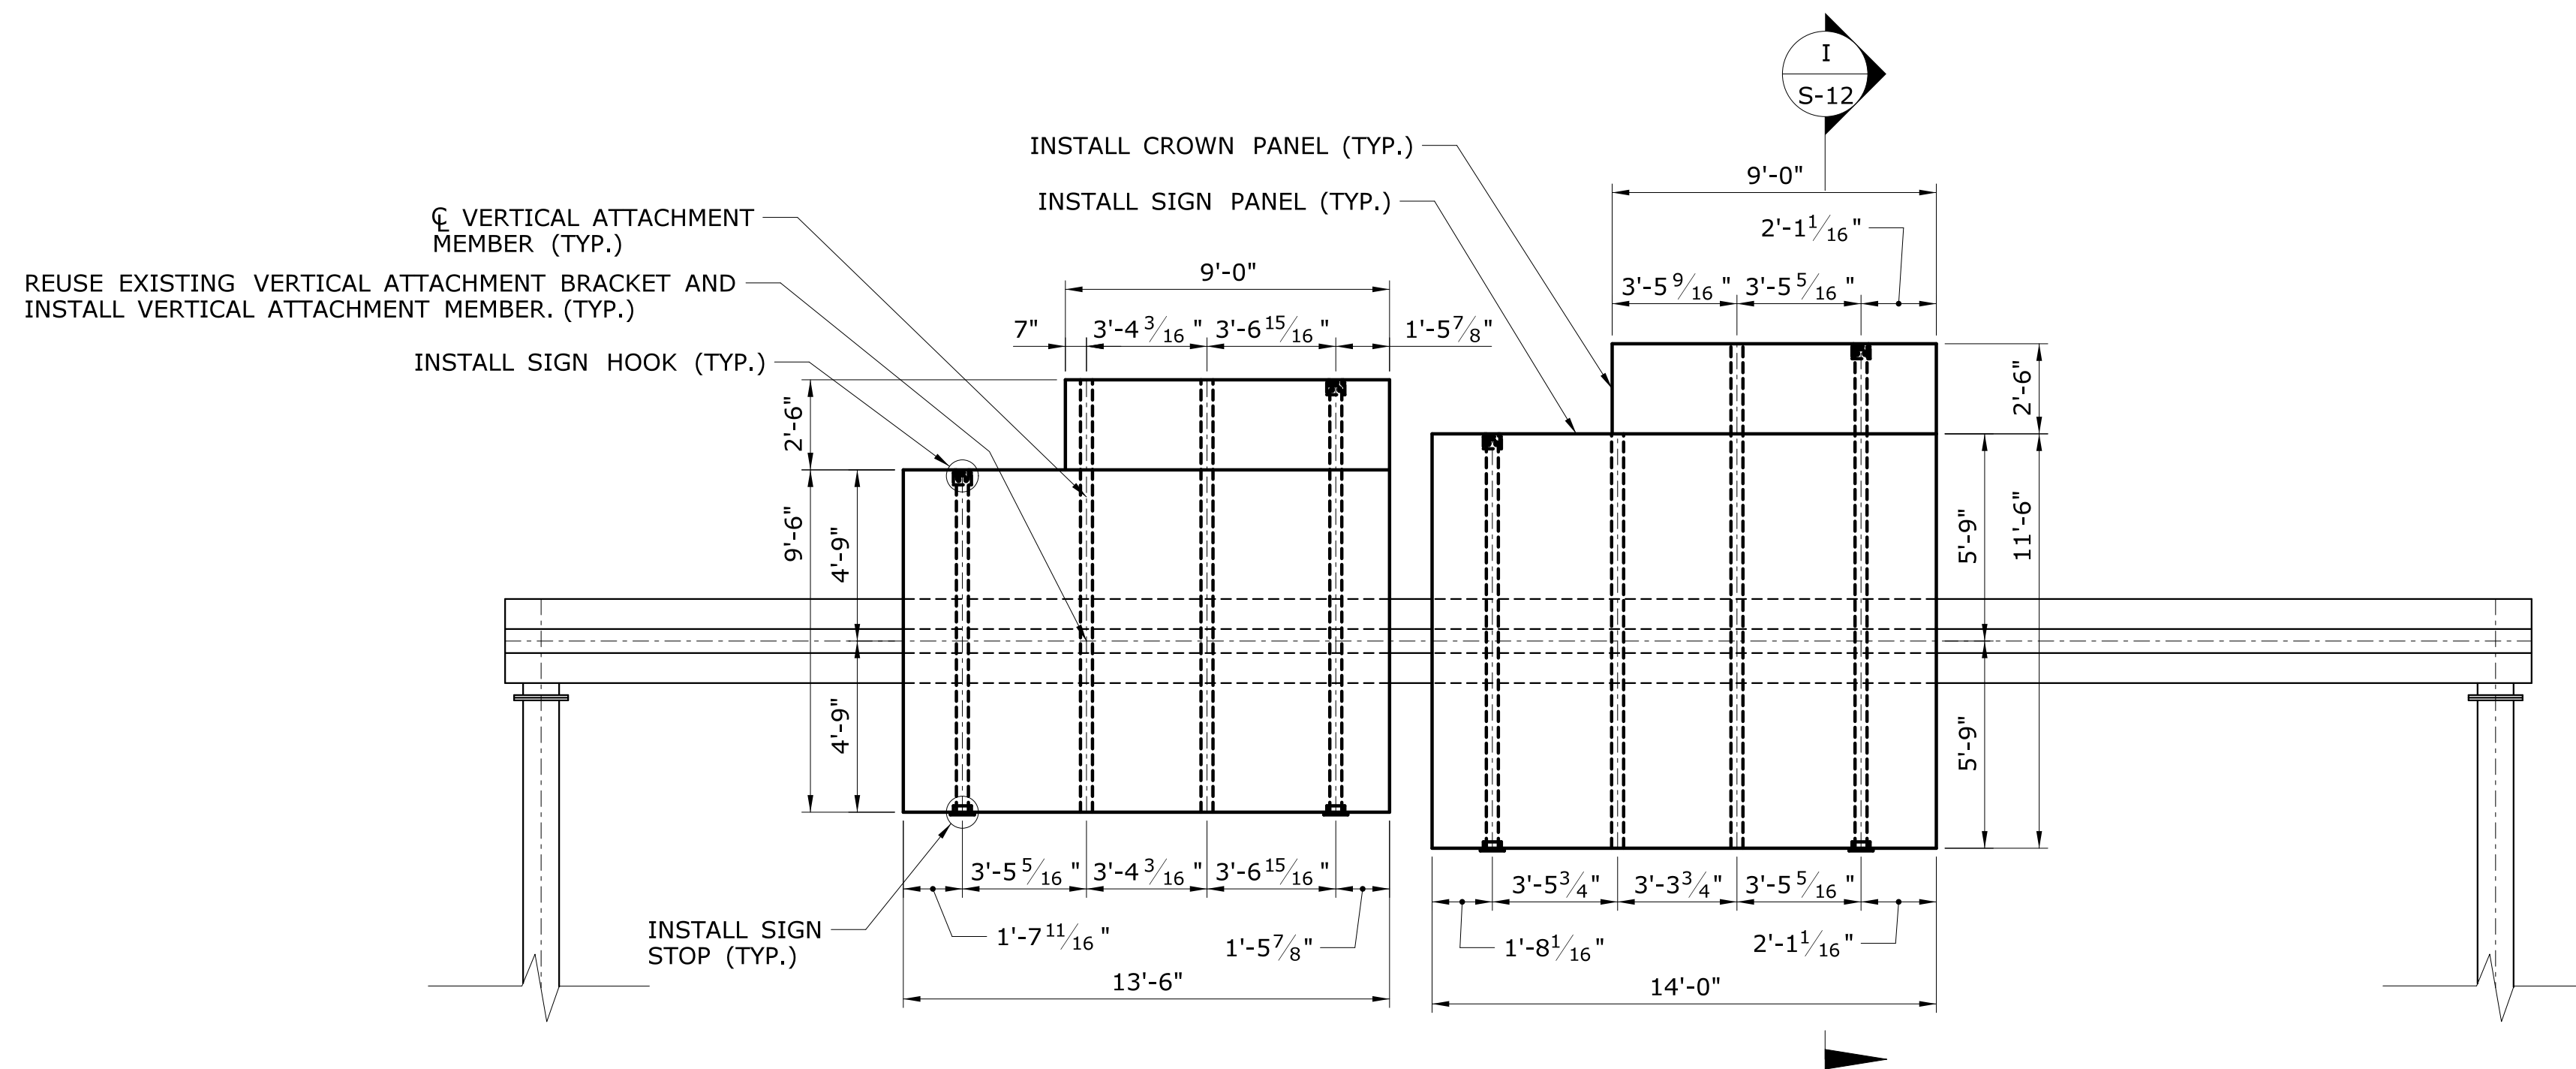 I
S-12
INSTALL CROWN PANEL (TYP.)
9'-0"
INSTALL SIGN PANEL (TYP.)
℄ VERTICAL ATTACHMENT
MEMBER (TYP.)
2'-1 1/16"
REUSE EXISTING VERTICAL ATTACHMENT BRACKET AND
INSTALL VERTICAL ATTACHMENT MEMBER. (TYP.)
9'-0"
3'-5 9/16" 3'-5 5/16"
7" 3'-4 3/16" 3'-6 15/16" 1'-5 7/8"
INSTALL SIGN HOOK (TYP.)
2'-6"
2'-6"
9'-6"
4'-9"
5'-9"
11'-6"
4'-9"
5'-9"
3'-5 5/16" 3'-4 3/16" 3'-6 15/16"
3'-5 3/4" 3'-3 3/4" 3'-5 5/16"
INSTALL SIGN
STOP (TYP.)
1'-7 11/16" 1'-5 7/8"
1'-8 1/16" 2'-1 1/16"
13'-6"
14'-0"